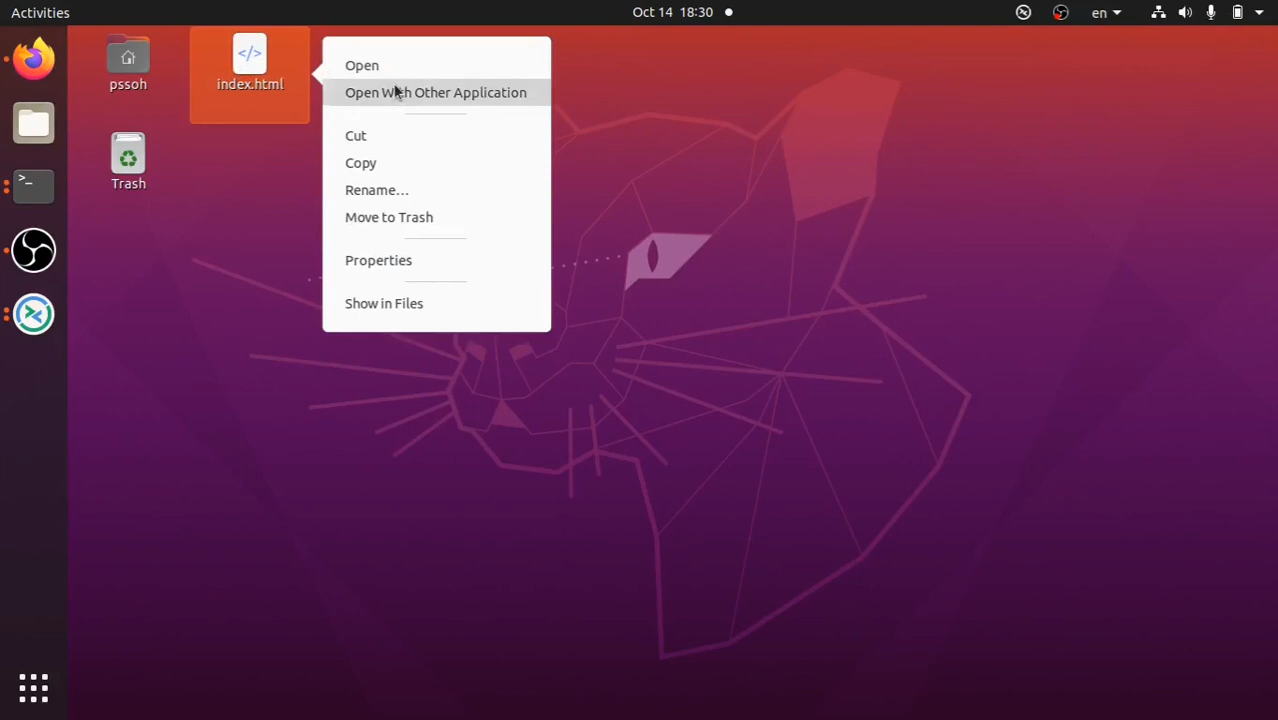 Activities
Oct 14 18:30
en
pssoh
index.html
Trash
Open
Open With Other Application
Cut
Copy
Rename…
Move to Trash
Properties
Show in Files